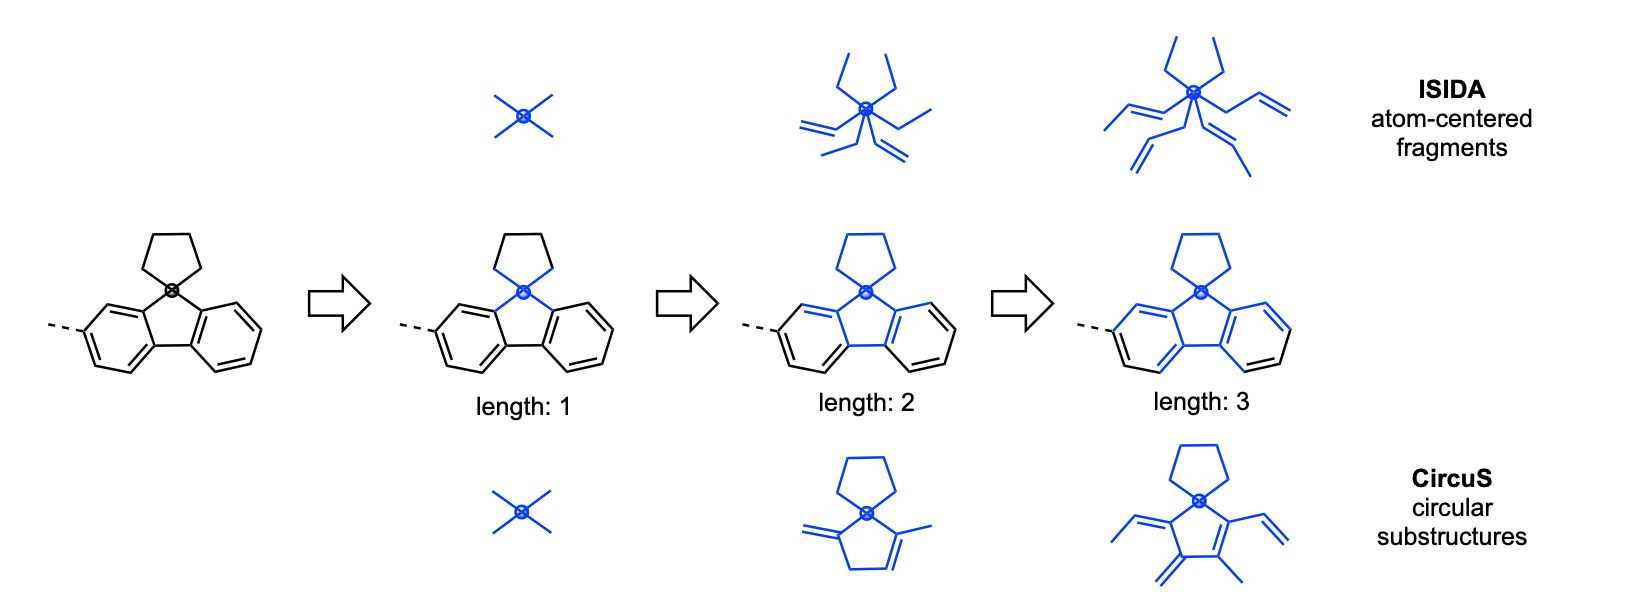 ISIDA
atom-centered
fragments
length: 1
length: 2
length: 3
CircuS
circular
substructures